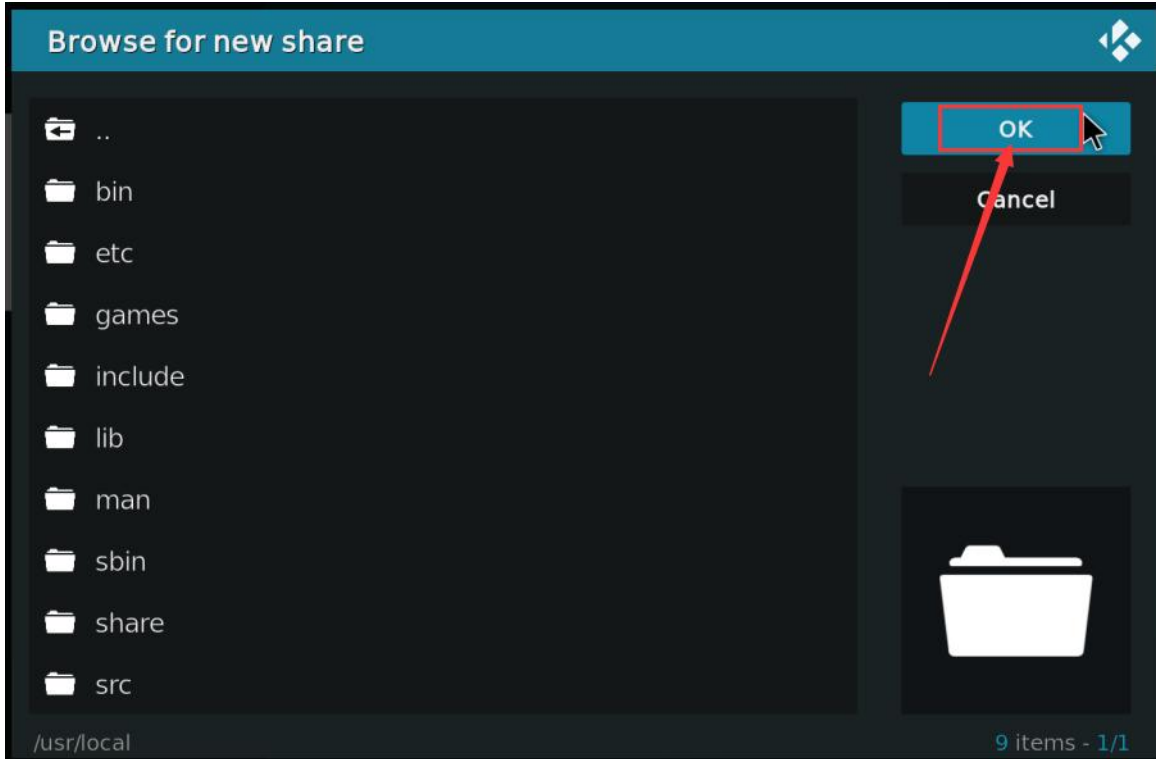 Browse for new share
..
bin
etc
games
include
lib
man
sbin
share
src
OK
Cancel
/usr/local
9 items - 1/1